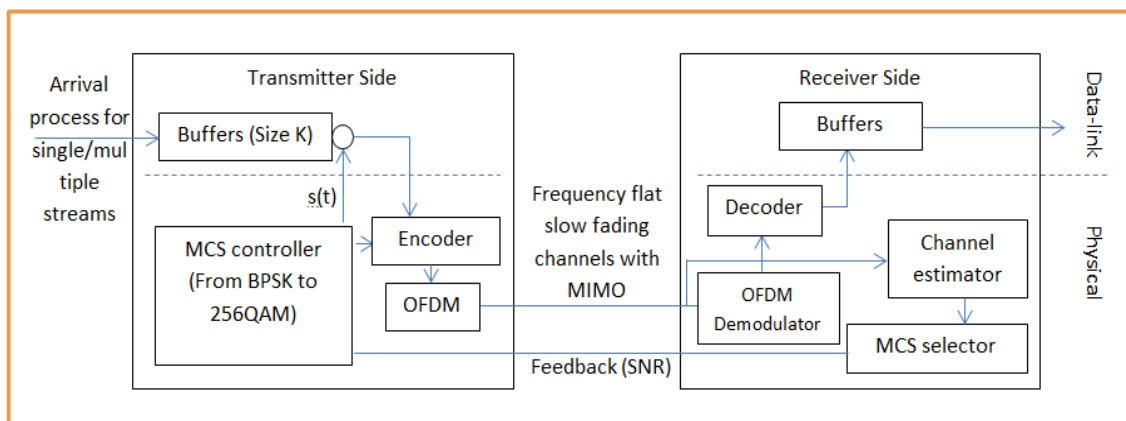 Transmitter Side
Receiver Side
Arrival
process for
single/mul
tiple
streams
Buffers (Size K)
s(t)
MCS controller
(From BPSK to
256QAM)
Encoder
OFDM
Frequency flat
slow fading
channels with
MIMO
Feedback (SNR)
Buffers
Decoder
OFDM
Demodulator
Channel
estimator
MCS selector
Data-link
Physical